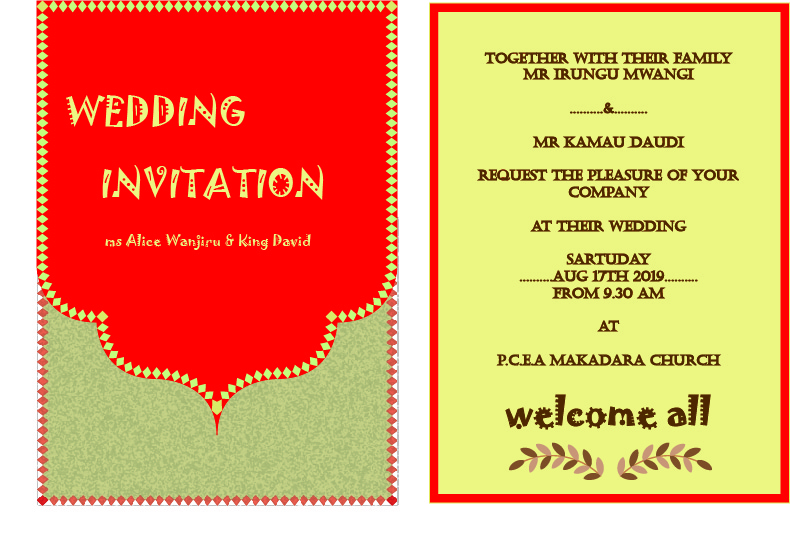 WEDDING
INVITATION
ms Alice Wanjiru & King David
TOGETHER WITH THEIR FAMILY
MR IRUNGU MWANGI
..........&..........
MR KAMAU DAUDI
REQUEST THE PLEASURE OF YOUR
COMPANY
AT THEIR WEDDING
SARTUDAY
..........AUG 17TH 2019..........
FROM 9.30 AM
AT
P.C.E.A MAKADARA CHURCH
welcome all